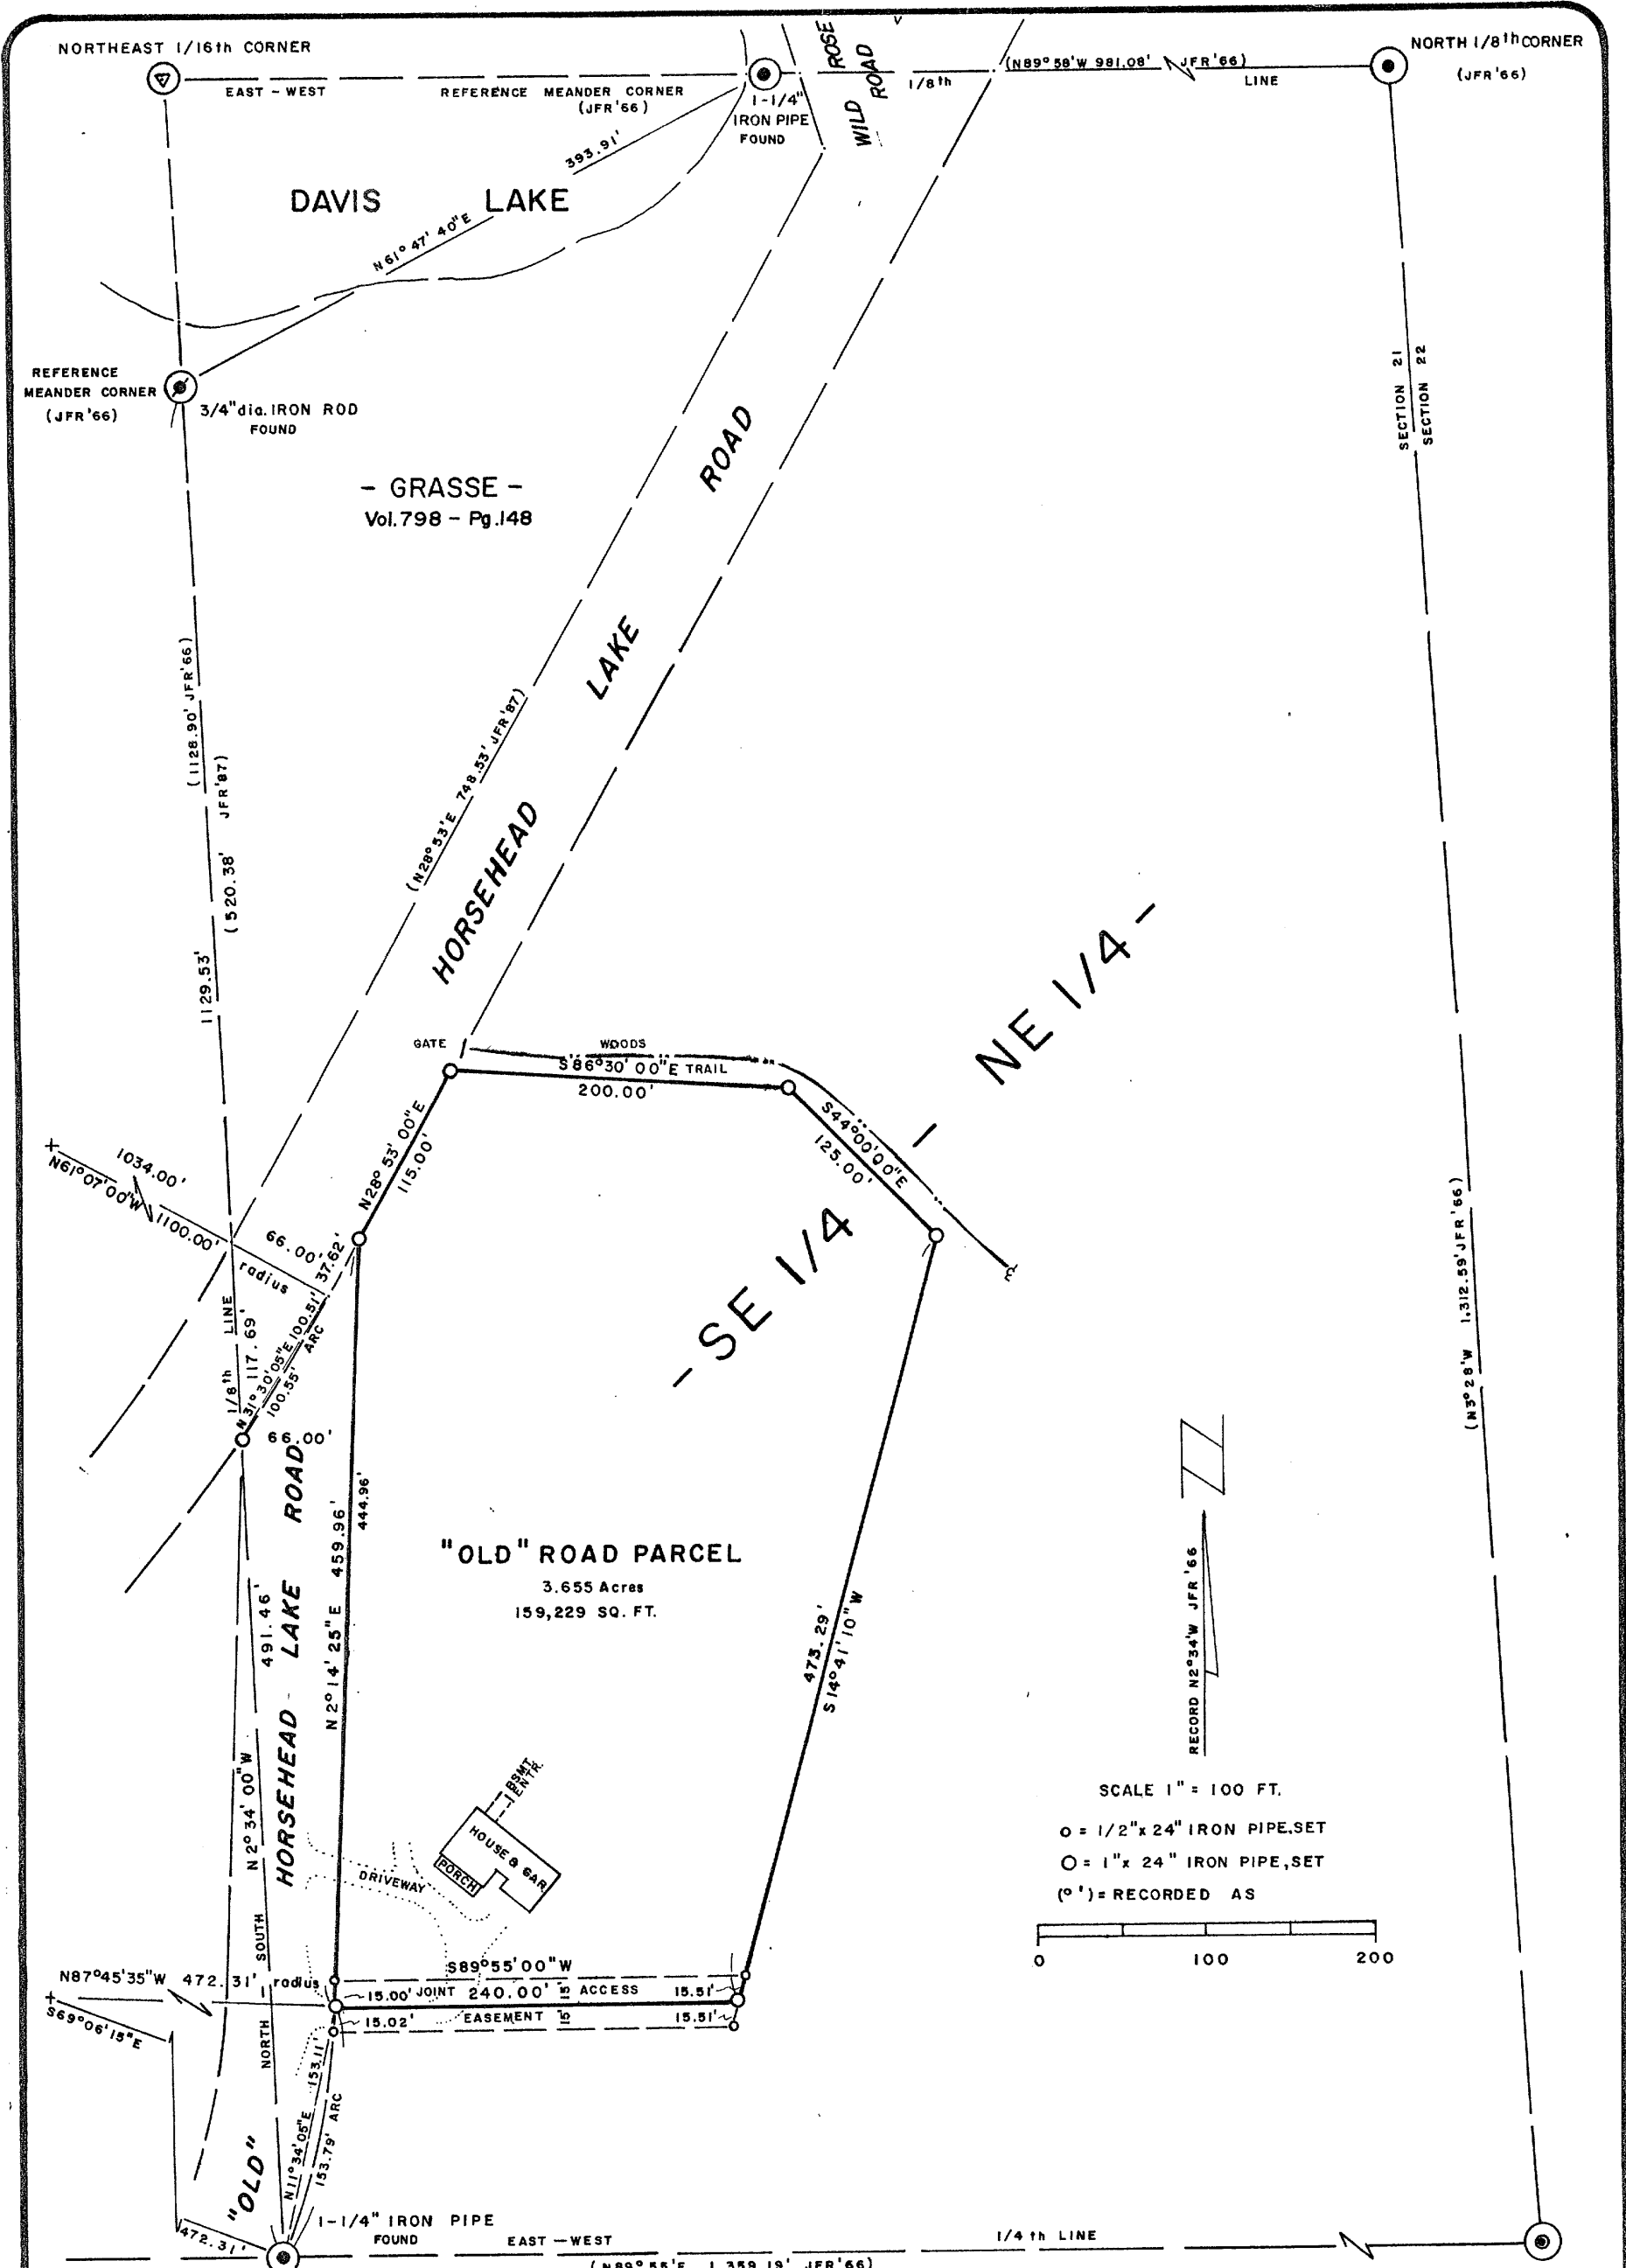 NORTHEAST 1/16th CORNER
EAST - WEST
REFERENCE MEANDER CORNER
(JFR'66)
1-1/4"
IRON PIPE
FOUND
WILD ROSE
ROAD
1/8th
(N89°58'W 981.08' JFR'66)
LINE
NORTH 1/8th CORNER
(JFR'66)
393.91'
N61°47'40"E
DAVIS LAKE
REFERENCE
MEANDER CORNER
(JFR'66)
3/4"dia. IRON ROD
FOUND
SECTION 21
SECTION 22
- GRASSE -
Vol.798 - Pg.148
HORSEHEAD LAKE ROAD
(1128.90' JFR'66)
(520.38' JFR'87)
1129.53'
(N28°53'E 748.53' JFR'87)
GATE
WOODS
S86°30'00"E TRAIL
200.00'
S44°00'00"E
125.00'
N28°53'00"E
115.00'
- SE 1/4 - NE 1/4 -
1034.00'
N61°07'00"W
1100.00'
66.00'
radius
37.62'
N31°30'05"E 100.51'
100.55' ARC
1/8th LINE
117.69'
66.00'
(N3°28'W 1,312.59' JFR'66)
"OLD" HORSEHEAD LAKE ROAD
N2°14'25"E 459.96'
444.96'
491.46'
N2°34'00"W
NORTH - SOUTH
"OLD" ROAD PARCEL
3.655 Acres
159,229 SQ. FT.
473.29'
S14°41'10"W
RECORD N2°34'W JFR'66
BSMT.
ENTR.
HOUSE & GAR.
PORCH
DRIVEWAY
SCALE 1" = 100 FT.
o = 1/2"x 24" IRON PIPE, SET
O = 1"x 24" IRON PIPE, SET
(° ') = RECORDED AS
0 100 200
N87°45'35"W 472.31' radius
S69°06'15"E
S89°55'00"W
15.00' JOINT 240.00' 15' ACCESS 15.51'
15.02' EASEMENT 15' 15.51'
N11°34'05"E 153.11'
153.79' ARC
472.31'
1-1/4" IRON PIPE
FOUND
EAST - WEST
1/4 th LINE
(N89°55'E 1,359.19' JFR'66)